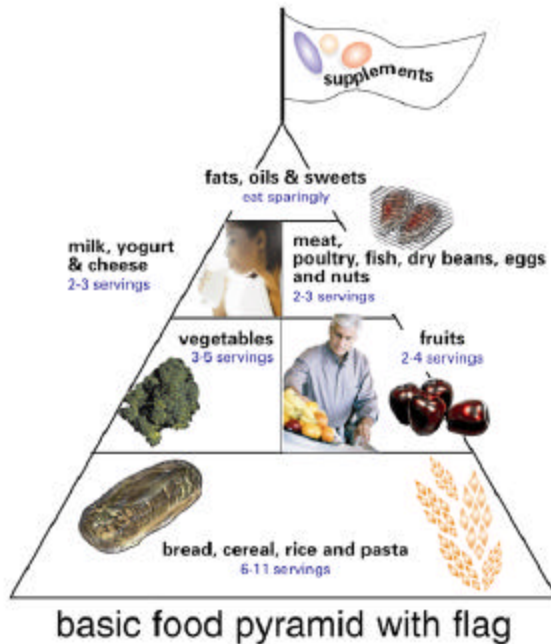 supplements
fats, oils & sweets
eat sparingly
milk, yogurt
& cheese
2-3 servings
meat,
poultry, fish, dry beans, eggs
and nuts
2-3 servings
vegetables
3-5 servings
fruits
2-4 servings
bread, cereal, rice and pasta
6-11 servings
basic food pyramid with flag